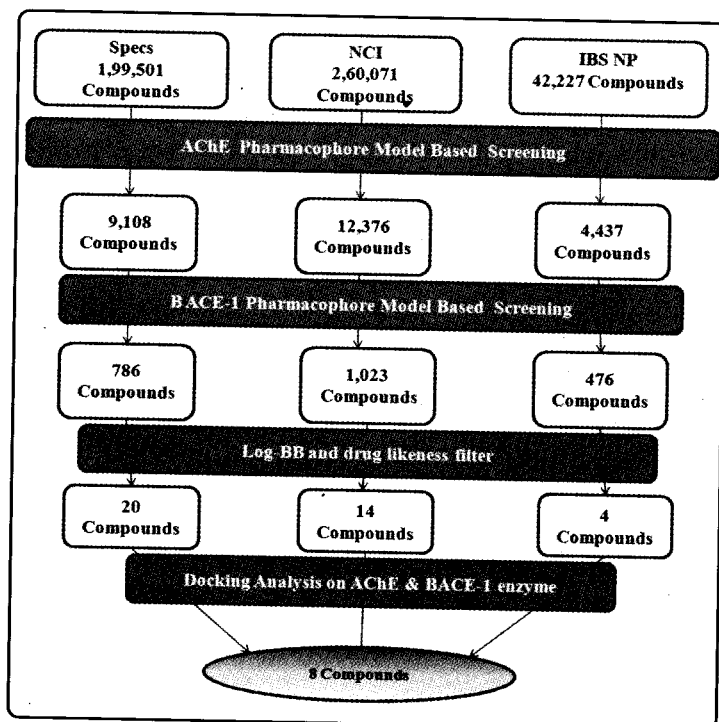 Specs
1,99,501
Compounds
NCI
2,60,071
Compounds
IBS NP
42,227 Compounds
AChE Pharmacophore Model Based Screening
9,108
Compounds
12,376
Compounds
4,437
Compounds
BACE-1 Pharmacophore Model Based Screening
786
Compounds
1,023
Compounds
476
Compounds
Log-BB and drug likeness filter
20
Compounds
14
Compounds
4
Compounds
Docking Analysis on AChE & BACE-1 enzyme
8 Compounds